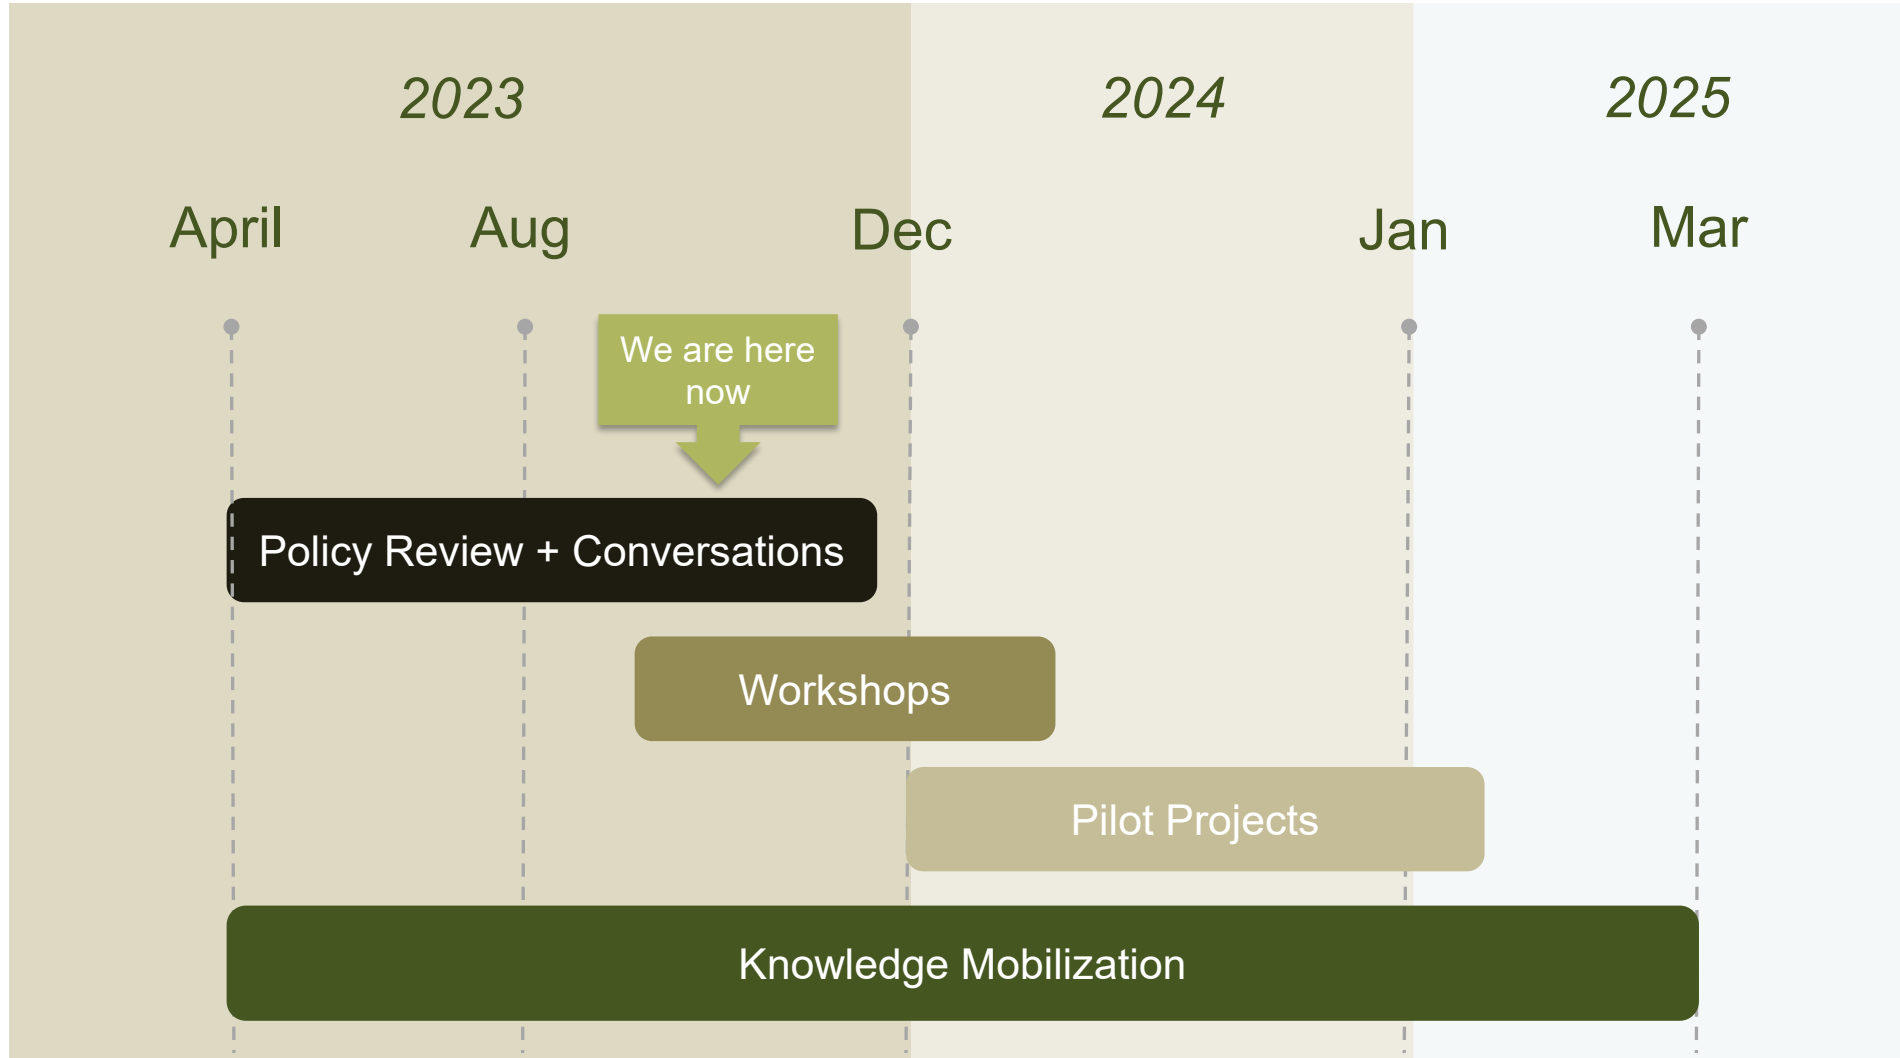 2023
2024
2025
April
Aug
Dec
Jan
Mar
We are here
now
Policy Review + Conversations
Workshops
Pilot Projects
Knowledge Mobilization